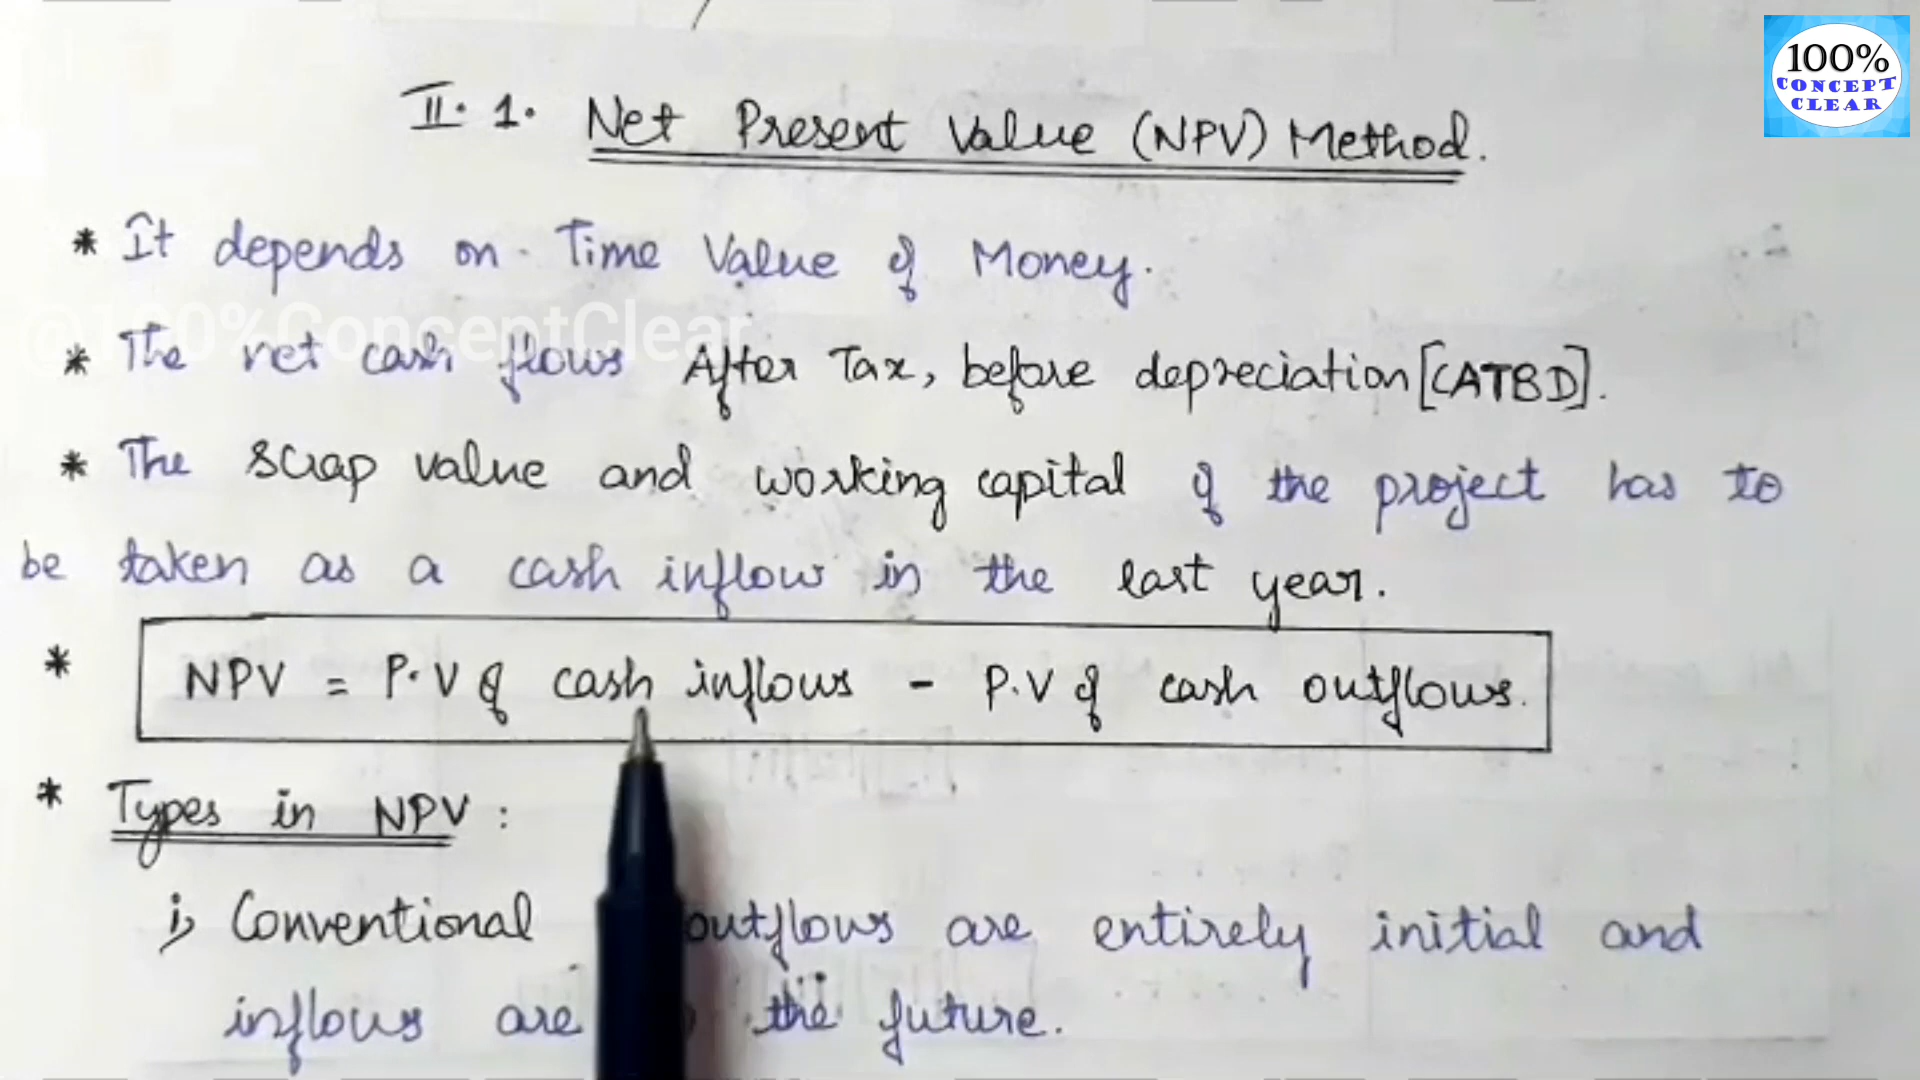 100%
CONCEPT
CLEAR
II. 1. Net Present Value (NPV) Method.
* It depends on Time Value of Money.
@100%ConceptClear
* The net cash flows After Tax, before depreciation [CATBD].
* The scrap value and working capital of the project has to
be taken as a cash inflow in the last year.
* NPV = P.V of cash inflows - P.V of cash outflows.
* Types in NPV :
i) Conventional outflows are entirely initial and
inflows are the future.